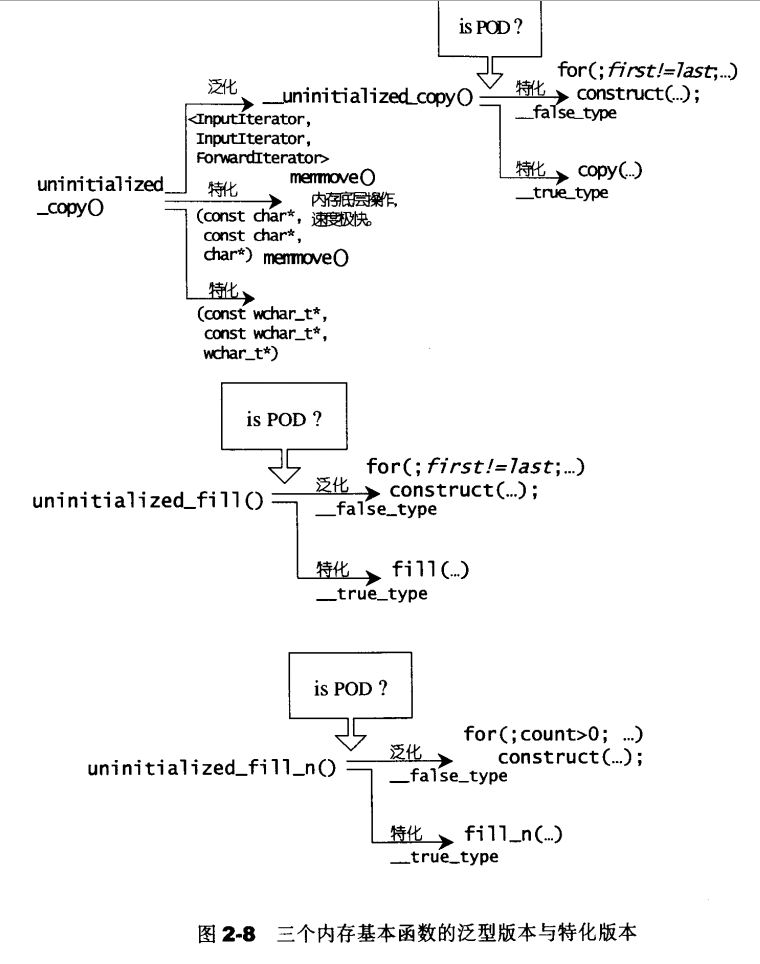 is POD ?
for(;first!=last;…)
泛化
特化
__uninitialized_copy()
construct(…);
__false_type
<InputIterator,
InputIterator,
ForwardIterator>
特化
copy(…)
__true_type
uninitialized
_copy()
特化
memmove()
内存底层操作,
速度极快。
(const char*,
const char*,
char*)
memmove()
特化
(const wchar_t*,
const wchar_t*,
wchar_t*)
is POD ?
for(;first!=last;…)
泛化
construct(…);
uninitialized_fill()
__false_type
特化
fill(…)
__true_type
is POD ?
for(;count>0; …)
泛化
construct(…);
uninitialized_fill_n()
__false_type
特化
fill_n(…)
__true_type
图 2-8 三个内存基本函数的泛型版本与特化版本